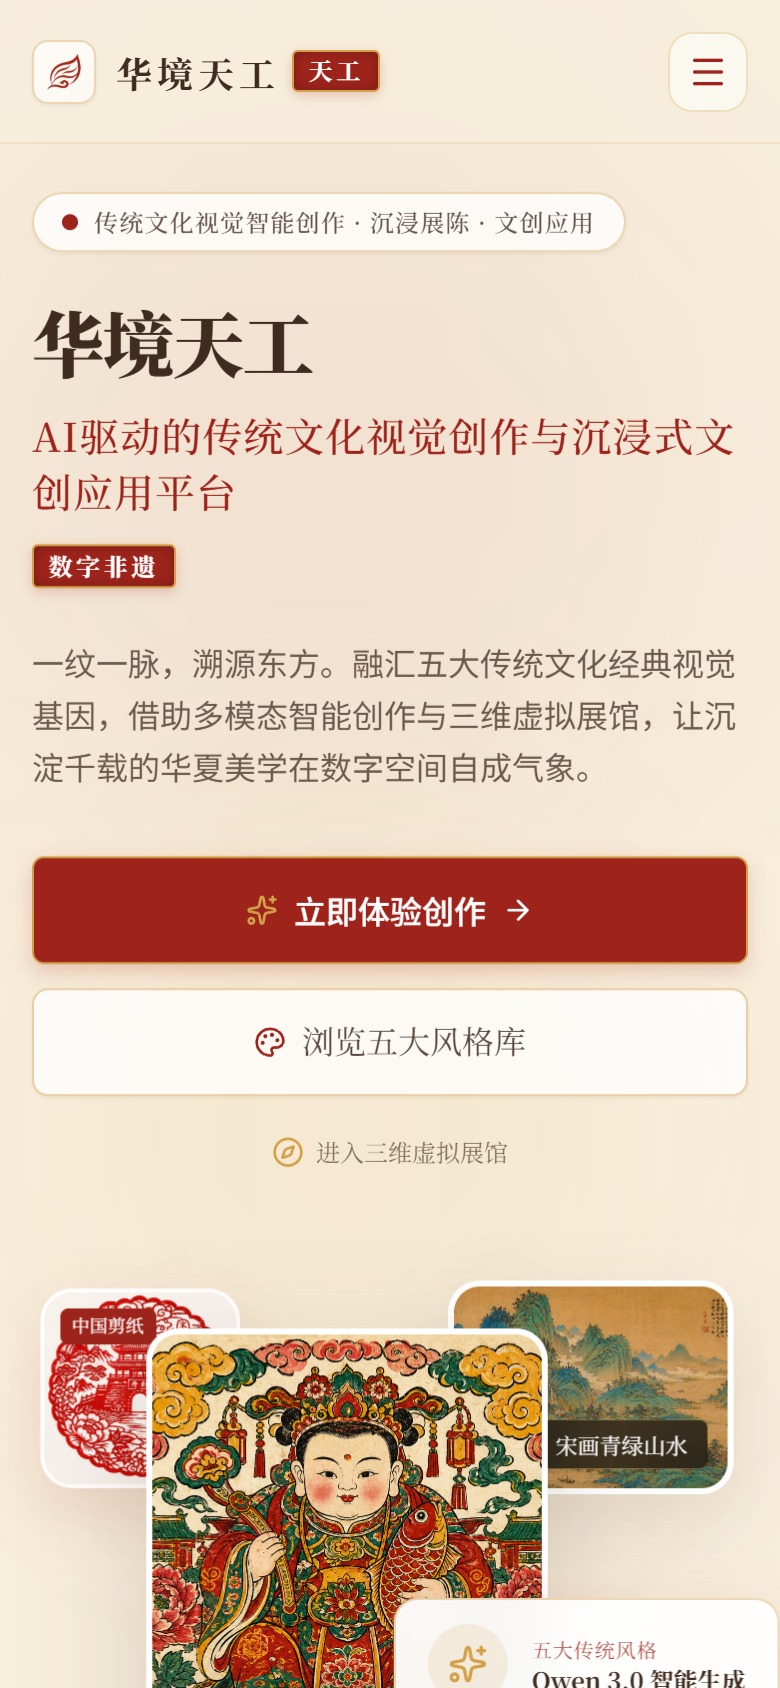 华境天工
天工
传统文化视觉智能创作 · 沉浸展陈 · 文创应用
华境天工
AI驱动的传统文化视觉创作与沉浸式文
创应用平台
数字非遗
一纹一脉，溯源东方。融汇五大传统文化经典视觉
基因，借助多模态智能创作与三维虚拟展馆，让沉
淀千载的华夏美学在数字空间自成气象。
立即体验创作
浏览五大风格库
进入三维虚拟展馆
中国剪纸
宋画青绿山水
五大传统风格
Qwen 3.0 智能生成